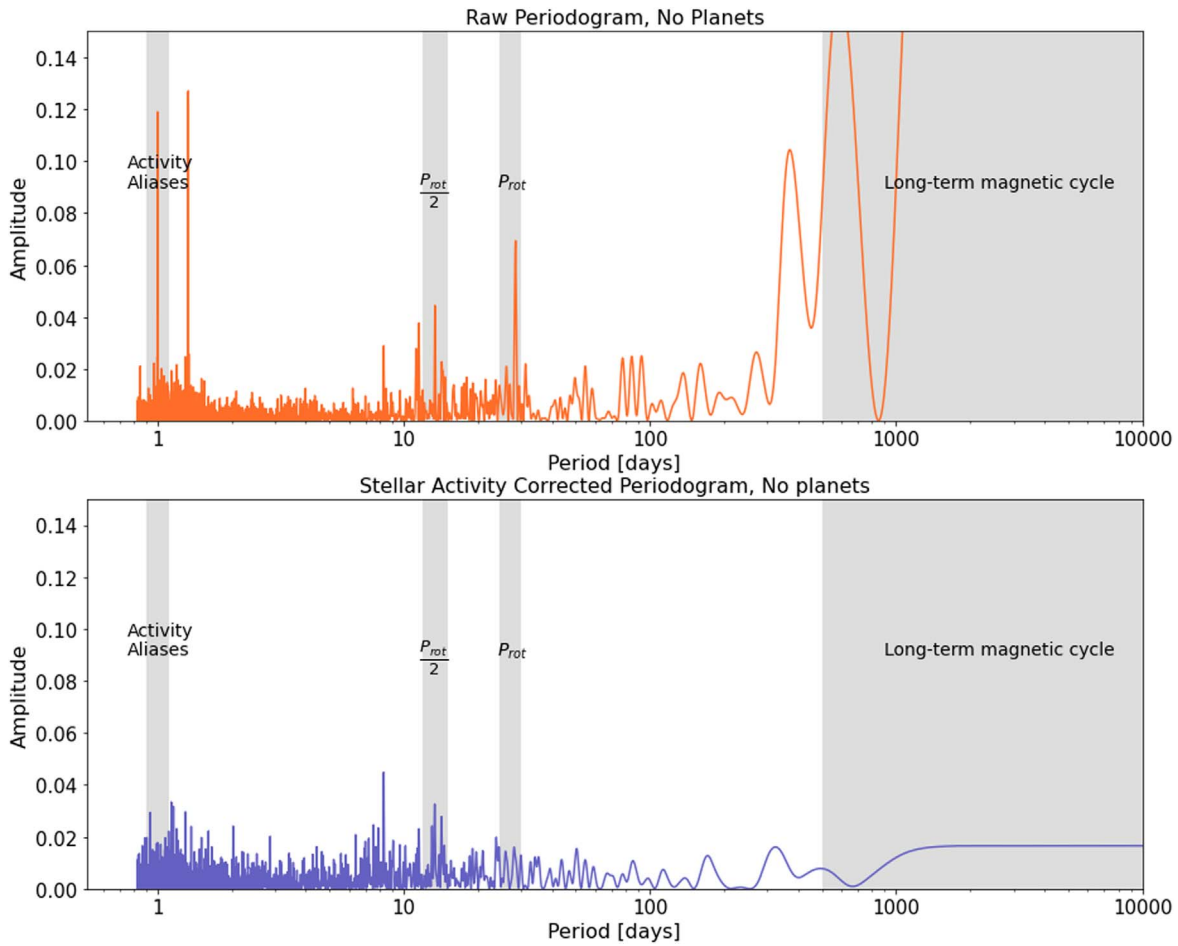 Raw Periodogram, No Planets
0.14
0.12
0.10
0.08
0.06
0.04
0.02
0.00
Amplitude
Activity
Aliases
P_rot
2
P_rot
Long-term magnetic cycle
1
10
100
1000
10000
Period [days]
Stellar Activity Corrected Periodogram, No planets
0.14
0.12
0.10
0.08
0.06
0.04
0.02
0.00
Amplitude
Activity
Aliases
P_rot
2
P_rot
Long-term magnetic cycle
1
10
100
1000
10000
Period [days]